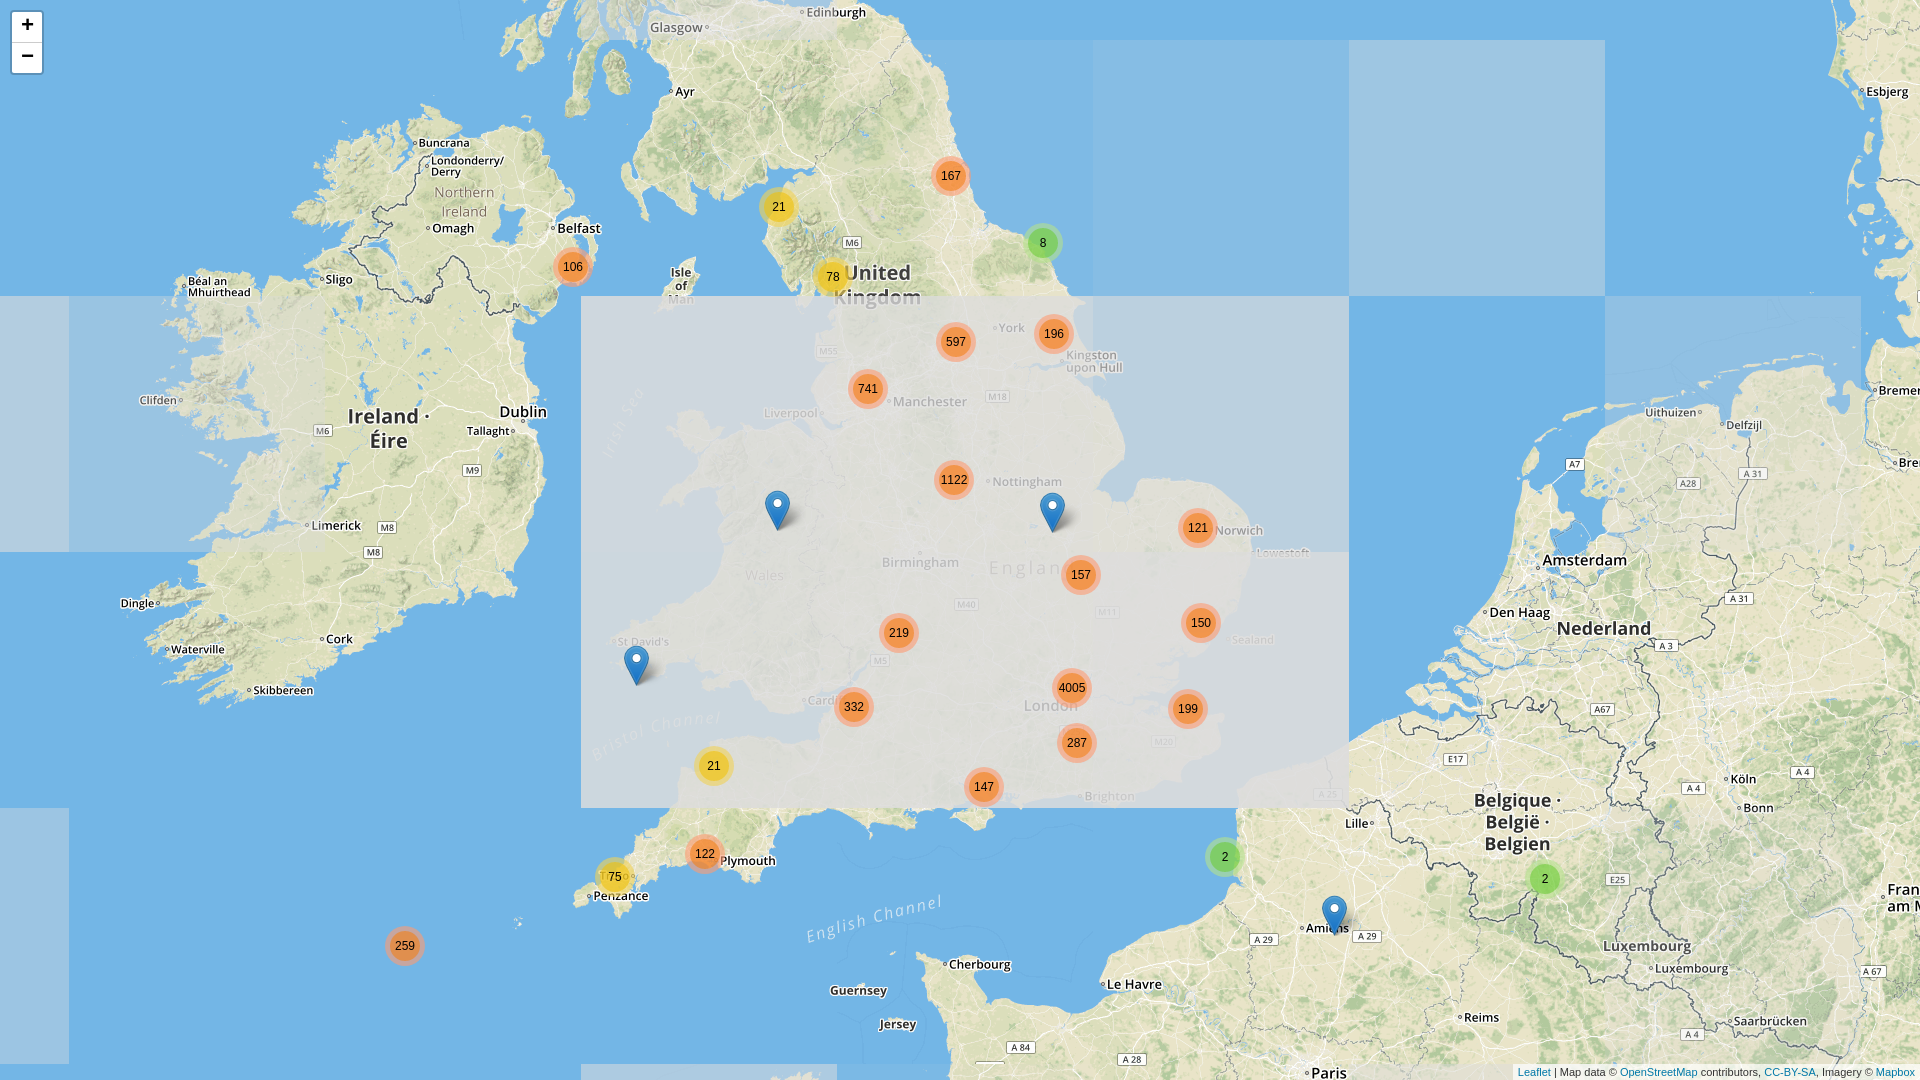 +
−
Edinburgh
Glasgow
Ayr
Esbjerg
Buncrana
Londonderry/
Derry
Northern
Ireland
Omagh
Belfast
167
21
8
M6
106
78
United
Kingdom
Isle
of
Man
Sligo
Béal an
Mhuirthead
York
196
597
M55
Kingston
upon Hull
741
Manchester
M18
Liverpool
Irish Sea
Clifden
Ireland ·
Éire
Dublin
Tallaght
M6
M9
Uithuizen
Delfzijl
A7
A 31
A28
1122
Nottingham
121
Norwich
Lowestoft
Limerick
M8
M8
Birmingham
Wales
157
M40
M11
Amsterdam
Den Haag
A 31
Nederland
A 3
Dingle
Cork
Waterville
Skibbereen
219
150
Sealand
St David's
M5
4005
London
332
199
287
M20
Bristol Channel
A67
E17
21
147
Brighton
A 25
Köln
A 4
A 4
Bonn
Belgique ·
België ·
Belgien
Lille
122
Plymouth
75
Penzance
2
2
E25
English Channel
259
Amiens
A 29
A 29
Luxembourg
Luxembourg
A 67
Cherbourg
Le Havre
Guernsey
Jersey
Reims
Saarbrücken
A 4
A 84
A 28
Paris
Leaflet | Map data © OpenStreetMap contributors, CC-BY-SA, Imagery © Mapbox